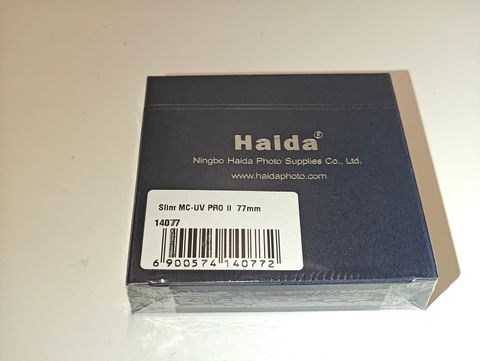 Haida®
Ningbo Haida Photo Supplies Co., Ltd.
www.haidaphoto.com
Slim MC-UV PRO II 77mm
14077
6 900574 140772